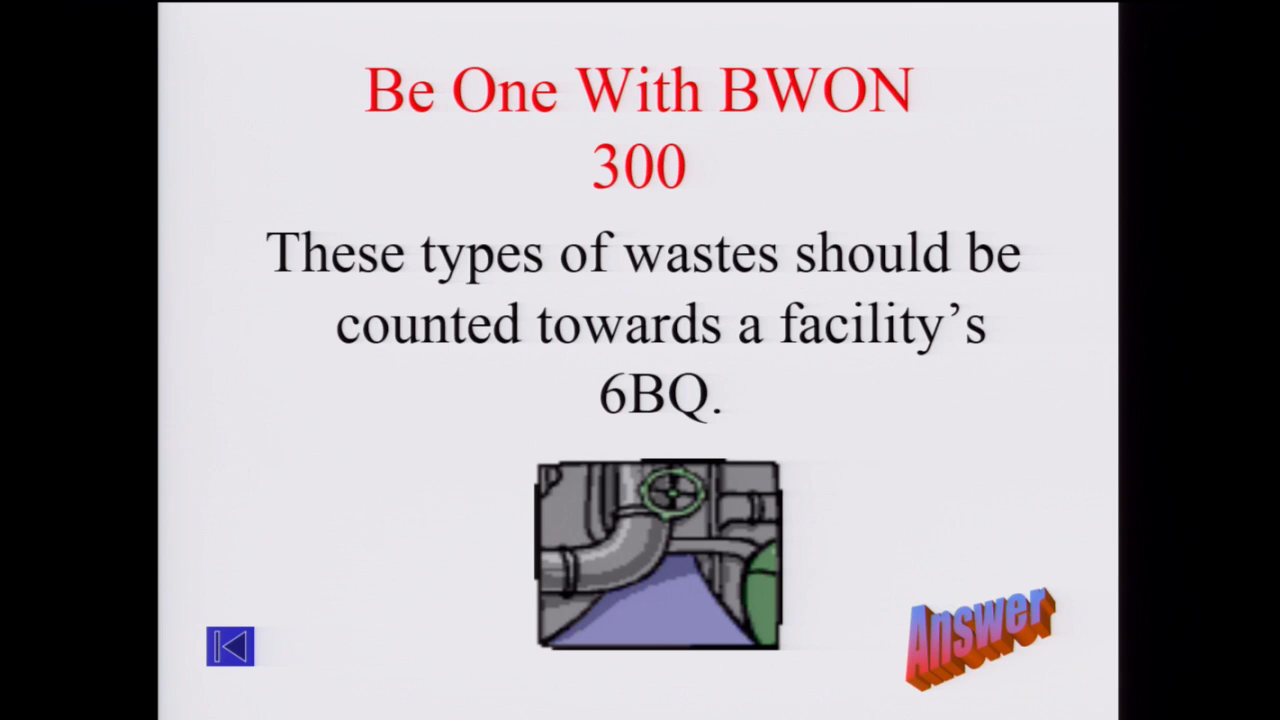 Be One With BWON
300
These types of wastes should be
counted towards a facility’s
6BQ.
Answer